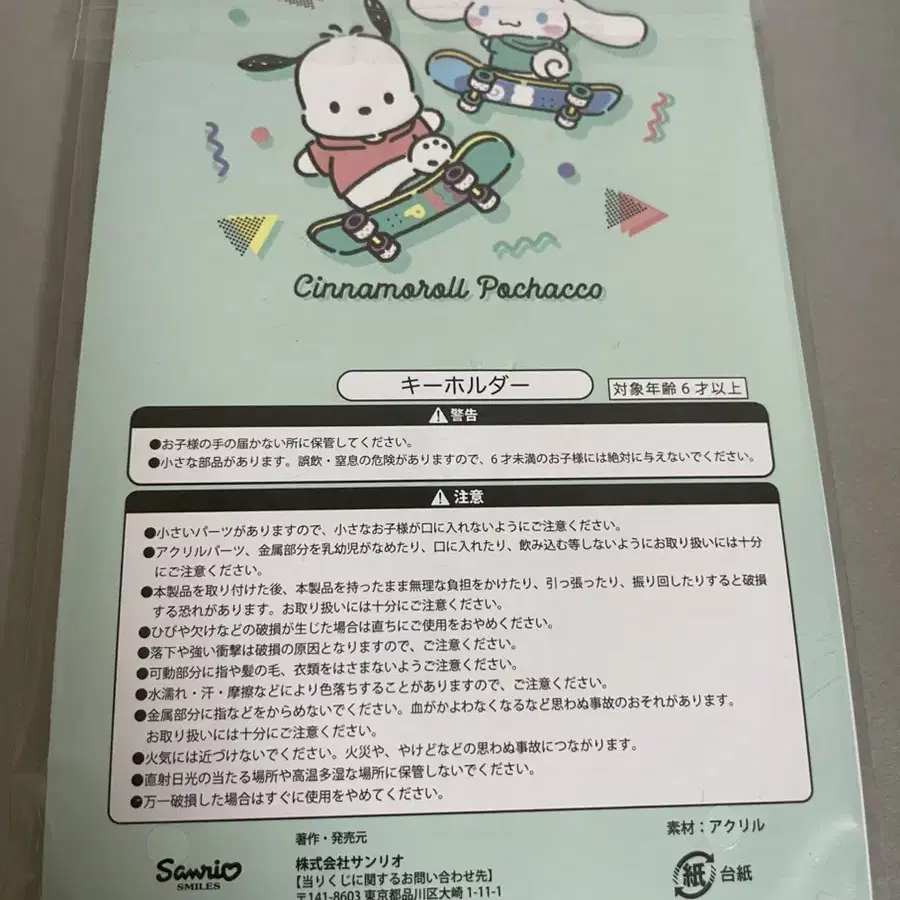 Cinnamoroll Pochacco
キーホルダー
対象年齢6才以上
警告
●お子様の手の届かない所に保管してください。
●小さな部品があります。誤飲・窒息の危険がありますので、6才未満のお子様には絶対に与えないでください。
注意
●小さいパーツがありますので、小さなお子様が口に入れないようにご注意ください。
●アクリルパーツ、金属部分を乳幼児がなめたり、口に入れたり、飲み込む等しないようにお取り扱いには十分
にご注意ください。
●本製品を取り付けた後、本製品を持ったまま無理な負担をかけたり、引っ張ったり、振り回したりすると破損
する恐れがあります。お取り扱いには十分にご注意ください。
●ひびや欠けなどの破損が生じた場合は直ちにご使用をおやめください。
●落下や強い衝撃は破損の原因となりますので、ご注意ください。
●可動部分に指や髪の毛、衣類をはさまないようご注意ください。
●水濡れ・汗・摩擦などにより色落ちすることがありますので、ご注意ください。
●金属部分に指などをからめないでください。血がかよわなくなるなど思わぬ事故のおそれがあります。
お取り扱いには十分にご注意ください。
●火気には近づけないでください。火災や、やけどなどの思わぬ事故につながります。
●直射日光の当たる場所や高温多湿な場所に保管しないでください。
●万一破損した場合はすぐに使用をやめてください。
著作・発売元
素材：アクリル
Sanrio
SMILES
株式会社サンリオ
【当りくじに関するお問い合わせ先】
〒141-8603 東京都品川区大崎 1-11-1
紙 台紙